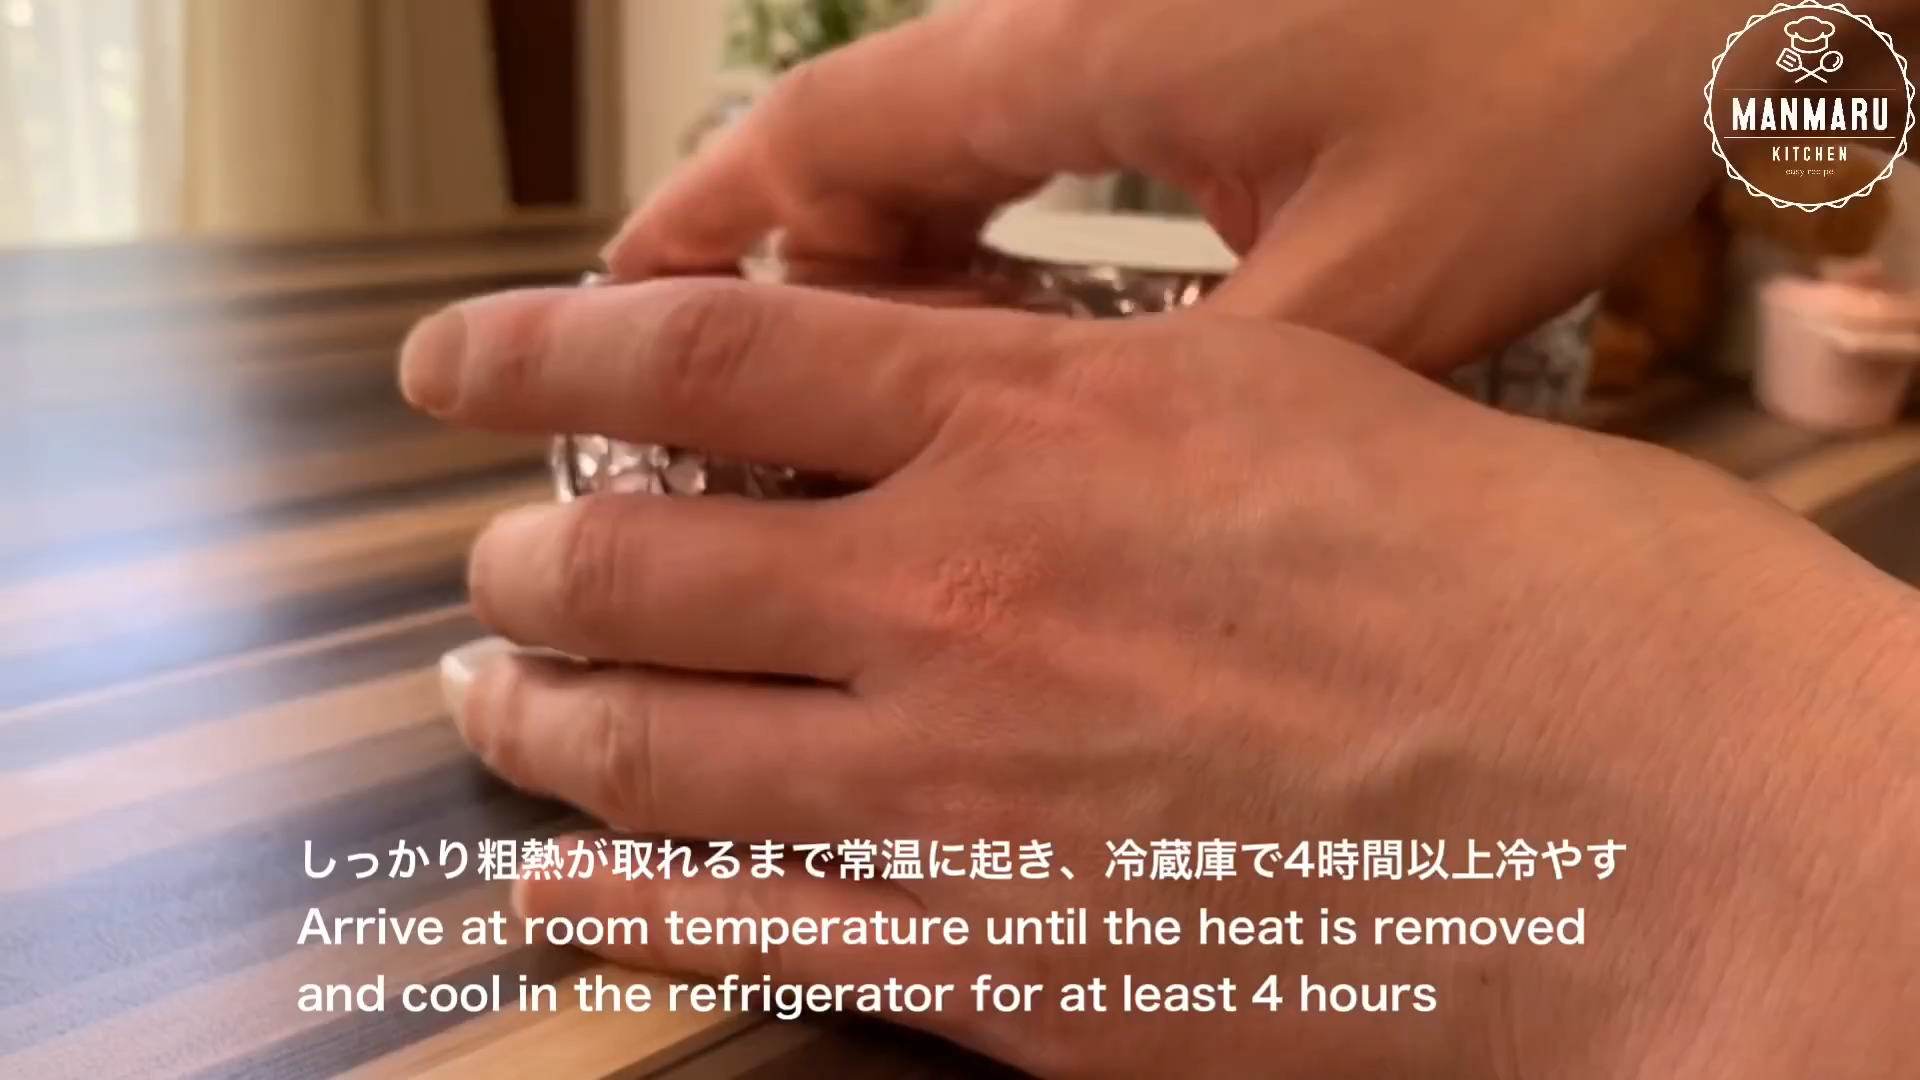 MANMARU
KITCHEN
easy recipe
しっかり粗熱が取れるまで常温に起き、冷蔵庫で4時間以上冷やす
Arrive at room temperature until the heat is removed
and cool in the refrigerator for at least 4 hours